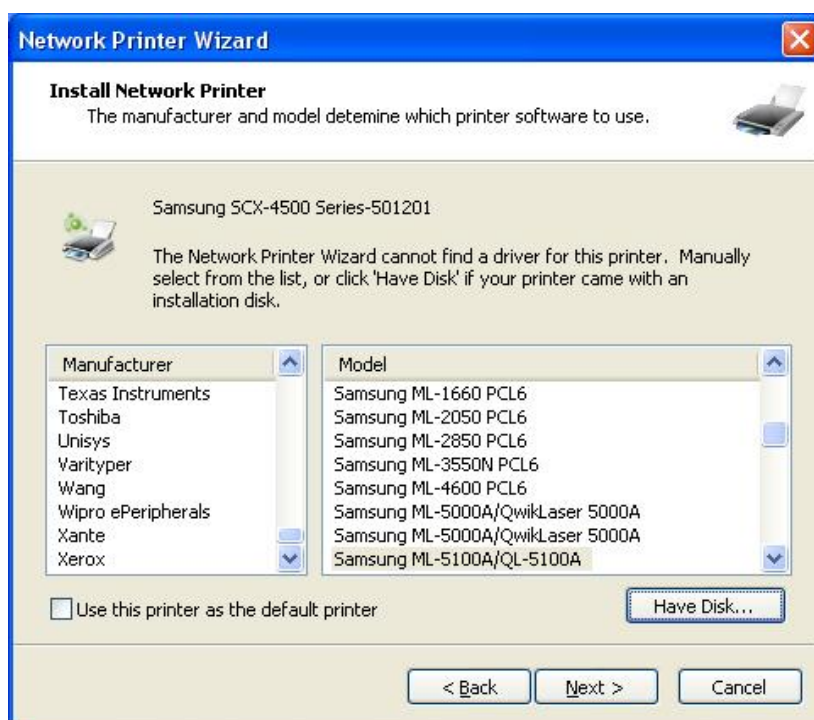 Network Printer Wizard
Install Network Printer
The manufacturer and model detemine which printer software to use.
Samsung SCX-4500 Series-501201
The Network Printer Wizard cannot find a driver for this printer. Manually
select from the list, or click 'Have Disk' if your printer came with an
installation disk.
Manufacturer
Texas Instruments
Toshiba
Unisys
Varityper
Wang
Wipro ePeripherals
Xante
Xerox
Model
Samsung ML-1660 PCL6
Samsung ML-2050 PCL6
Samsung ML-2850 PCL6
Samsung ML-3550N PCL6
Samsung ML-4600 PCL6
Samsung ML-5000A/QwikLaser 5000A
Samsung ML-5000A/QwikLaser 5000A
Samsung ML-5100A/QL-5100A
Use this printer as the default printer
Have Disk...
< Back
Next >
Cancel